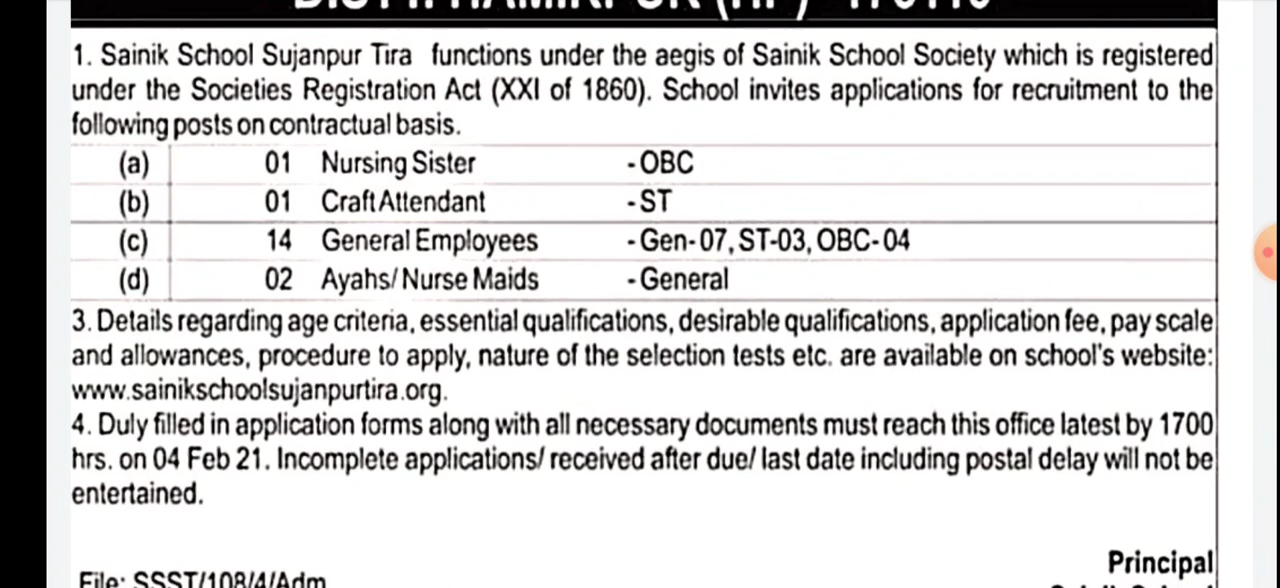 1. Sainik School Sujanpur Tira functions under the aegis of Sainik School Society which is registered
under the Societies Registration Act (XXI of 1860). School invites applications for recruitment to the
following posts on contractual basis.
(a) 01 Nursing Sister - OBC
(b) 01 Craft Attendant - ST
(c) 14 General Employees - Gen- 07, ST-03, OBC- 04
(d) 02 Ayahs/ Nurse Maids - General
3. Details regarding age criteria, essential qualifications, desirable qualifications, application fee, pay scale
and allowances, procedure to apply, nature of the selection tests etc. are available on school's website:
www.sainikschoolsujanpurtira.org.
4. Duly filled in application forms along with all necessary documents must reach this office latest by 1700
hrs. on 04 Feb 21. Incomplete applications/ received after due/ last date including postal delay will not be
entertained.
Principal
File: SSST/108/4/Adm